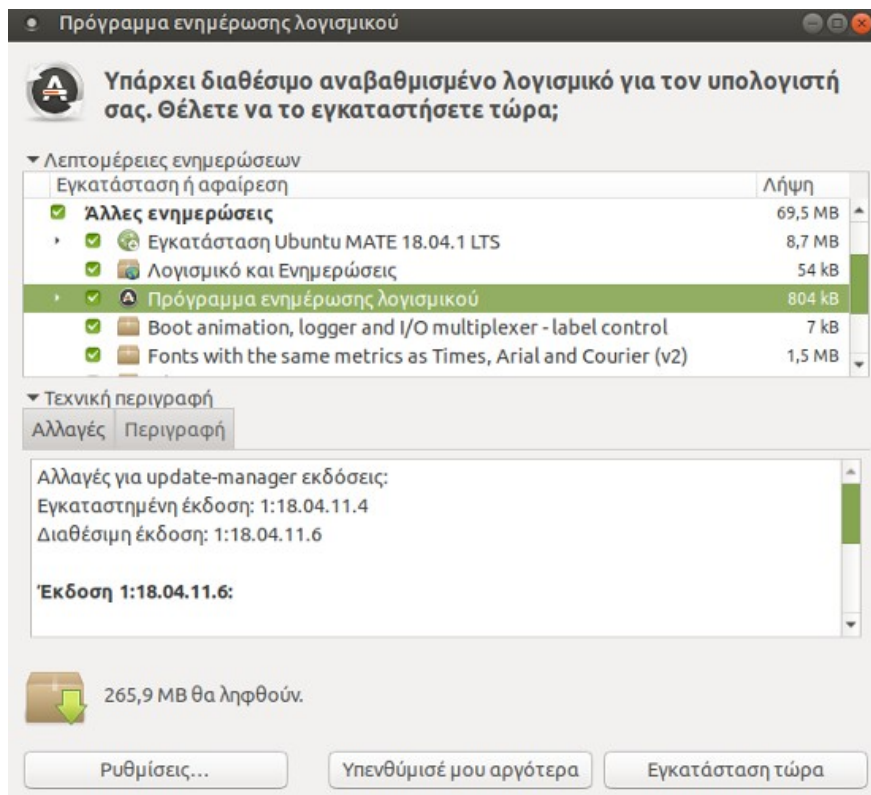 Πρόγραμμα ενημέρωσης λογισμικού
Υπάρχει διαθέσιμο αναβαθμισμένο λογισμικό για τον υπολογιστή
σας. Θέλετε να το εγκαταστήσετε τώρα;
Λεπτομέρειες ενημερώσεων
Εγκατάσταση ή αφαίρεση Λήψη
Άλλες ενημερώσεις 69,5 MB
Εγκατάσταση Ubuntu MATE 18.04.1 LTS 8,7 MB
Λογισμικό και Ενημερώσεις 54 kB
Πρόγραμμα ενημέρωσης λογισμικού 804 kB
Boot animation, logger and I/O multiplexer - label control 7 kB
Fonts with the same metrics as Times, Arial and Courier (v2) 1,5 MB
Τεχνική περιγραφή
Αλλαγές Περιγραφή
Αλλαγές για update-manager εκδόσεις:
Εγκαταστημένη έκδοση: 1:18.04.11.4
Διαθέσιμη έκδοση: 1:18.04.11.6
Έκδοση 1:18.04.11.6:
265,9 MB θα ληφθούν.
Ρυθμίσεις... Υπενθύμισέ μου αργότερα Εγκατάσταση τώρα